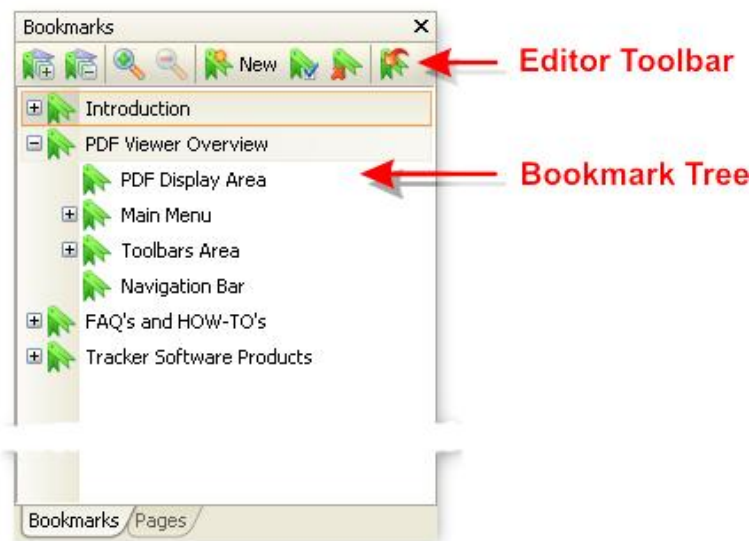 Bookmarks
New
Editor Toolbar
Introduction
PDF Viewer Overview
PDF Display Area
Bookmark Tree
Main Menu
Toolbars Area
Navigation Bar
FAQ's and HOW-TO's
Tracker Software Products
Bookmarks Pages